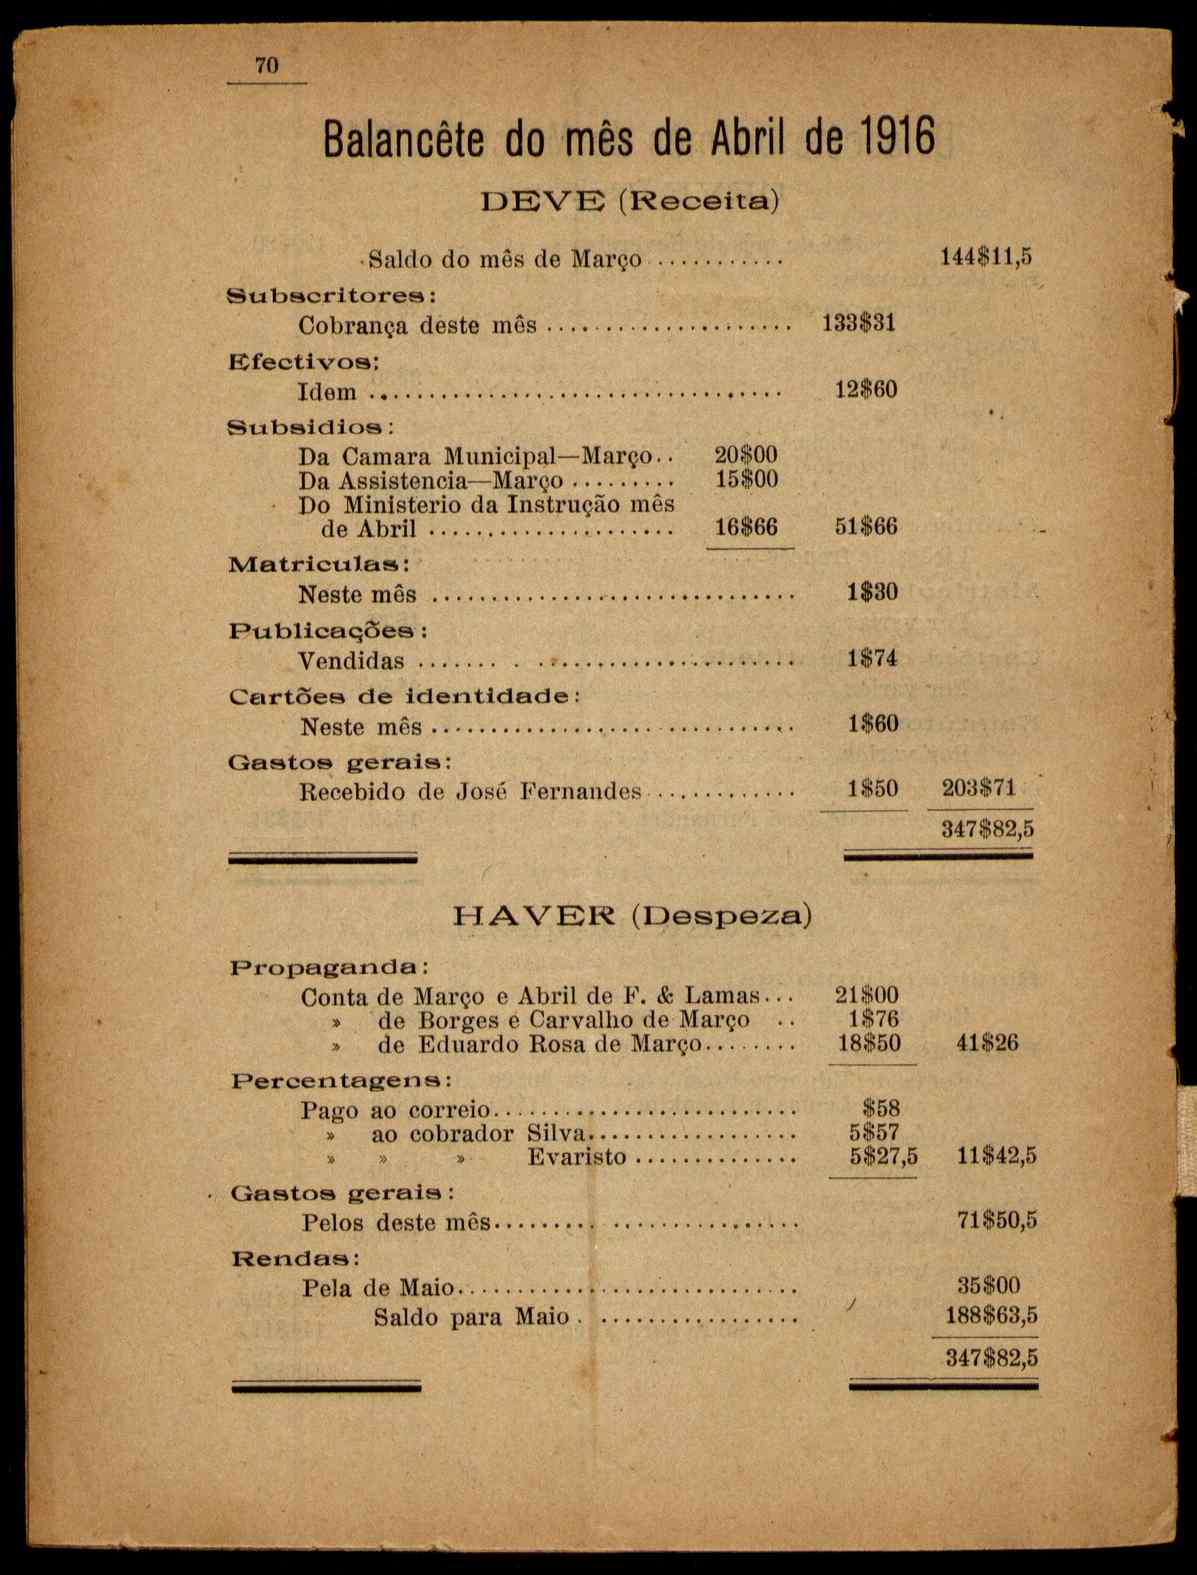 70
Balancête do mês de Abril de 1916
DEVE (Receita)
Saldo do mês de Março ........... 144$11,5
Subscritores:
Cobrança deste mês ..................... 133$31
Efectivos:
Idem ................................... 12$60
Subsidios:
Da Camara Municipal—Março.. 20$00
Da Assistencia—Março ......... 15$00
Do Ministerio da Instrução mês
de Abril ..................... 16$66 51$66
Matriculas:
Neste mês ............................... 1$30
Publicações:
Vendidas ....... . ...................... 1$74
Cartões de identidade:
Neste mês ............................... 1$60
Gastos gerais:
Recebido de José Fernandes ............ 1$50 203$71
347$82,5
HAVER (Despeza)
Propaganda:
Conta de Março e Abril de F. & Lamas... 21$00
» de Borges e Carvalho de Março .. 1$76
» de Eduardo Rosa de Março........ 18$50 41$26
Percentagens:
Pago ao correio.......................... $58
» ao cobrador Silva.................. 5$57
» » » Evaristo .............. 5$27,5 11$42,5
Gastos gerais:
Pelos deste mês......... ................ 71$50,5
Rendas:
Pela de Maio............................. 35$00
Saldo para Maio . ................. 188$63,5
347$82,5